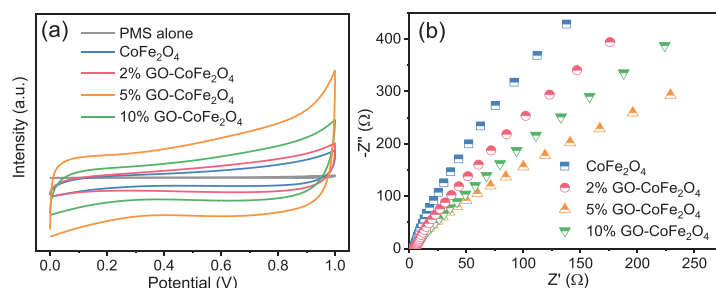 (a)
PMS alone
CoFe₂O₄
2% GO-CoFe₂O₄
5% GO-CoFe₂O₄
10% GO-CoFe₂O₄
Intensity (a.u.)
0.0 0.2 0.4 0.6 0.8 1.0
Potential (V)
(b)
400
300
200
100
0
-Z'' (Ω)
CoFe₂O₄
2% GO-CoFe₂O₄
5% GO-CoFe₂O₄
10% GO-CoFe₂O₄
0 50 100 150 200 250
Z' (Ω)